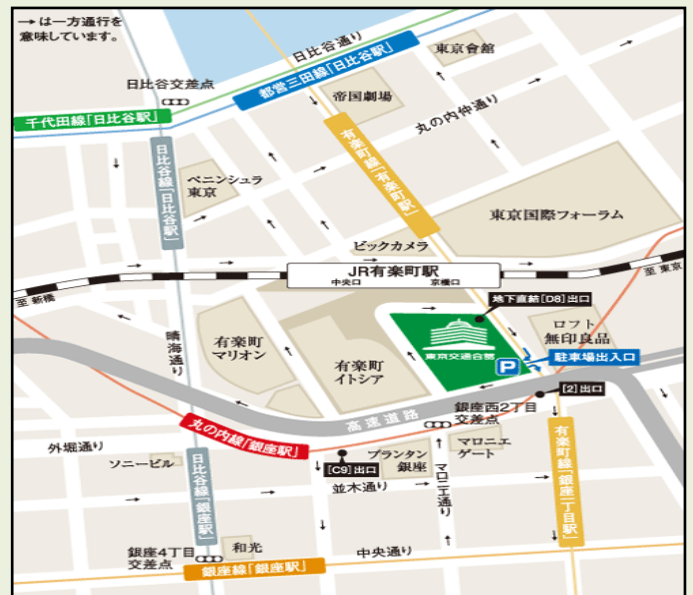 →は一方通行を
意味しています。
日比谷通り
東京會舘
都営三田線「日比谷駅」
日比谷交差点
帝国劇場
千代田線「日比谷駅」
丸の内仲通り
有楽町線「有楽町駅」
日比谷線「日比谷駅」
ペニンシュラ
東京
東京国際フォーラム
ビックカメラ
JR有楽町駅
中央口
京橋口
至 東京
至 新橋
地下直結[D8]出口
ロフト
無印良品
晴海通り
有楽町
マリオン
有楽町
イトシア
東京交通会館
P
駐車場出入口
[2]出口
高速道路
銀座西2丁目
交差点
丸の内線「銀座駅」
外堀通り
ソニービル
プランタン
銀座
マロニエ
ゲート
[C9]出口
並木通り
マロニエ通り
有楽町線「銀座一丁目駅」
日比谷線「銀座駅」
銀座4丁目
交差点
和光
中央通り
銀座線「銀座駅」